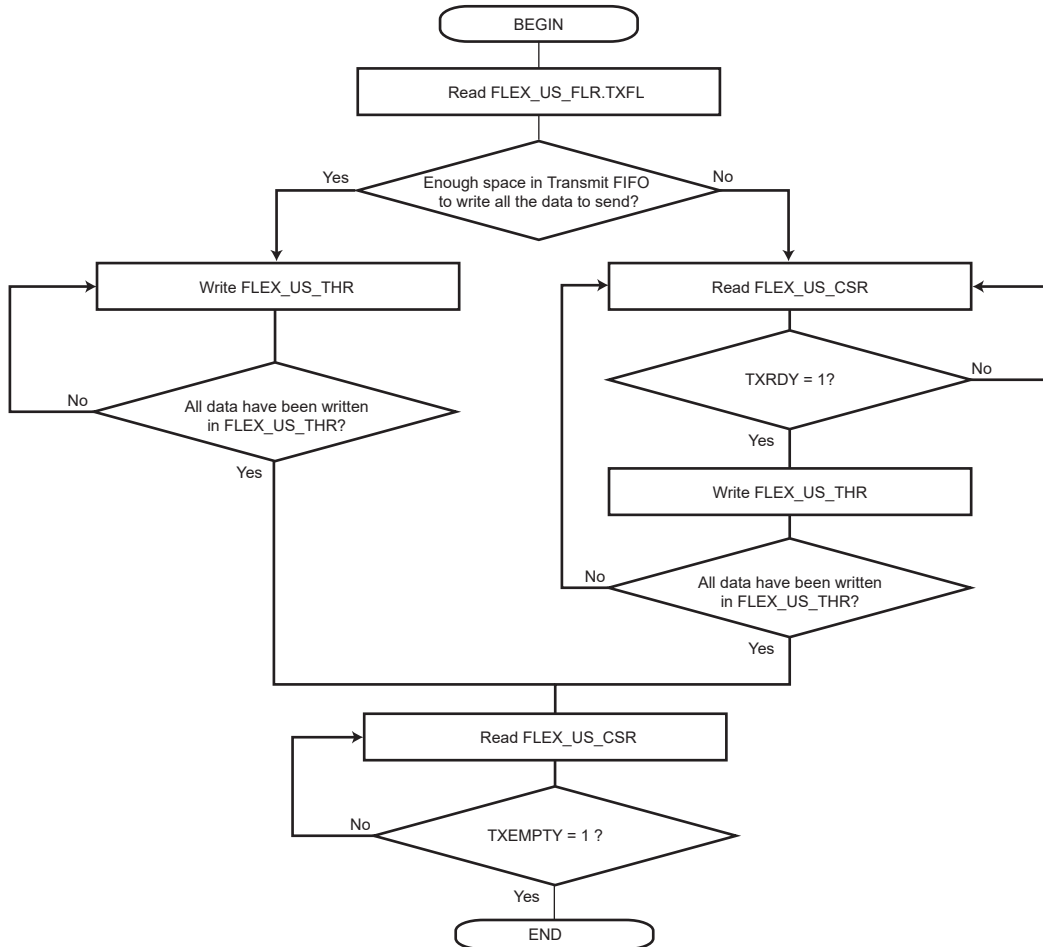 BEGIN
Read FLEX_US_FLR.TXFL
Yes
Enough space in Transmit FIFO
to write all the data to send?
No
Write FLEX_US_THR
No
All data have been written
in FLEX_US_THR?
Yes
Read FLEX_US_CSR
TXRDY = 1?
No
Yes
Write FLEX_US_THR
No
All data have been written
in FLEX_US_THR?
Yes
Read FLEX_US_CSR
No
TXEMPTY = 1 ?
Yes
END